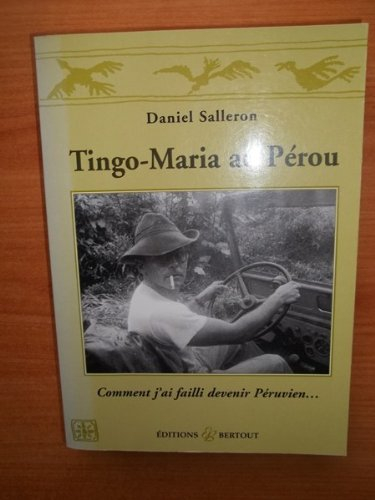 Daniel Salleron
Tingo-Maria au Pérou
Comment j'ai failli devenir Péruvien...
ÉDITIONS BERTOUT